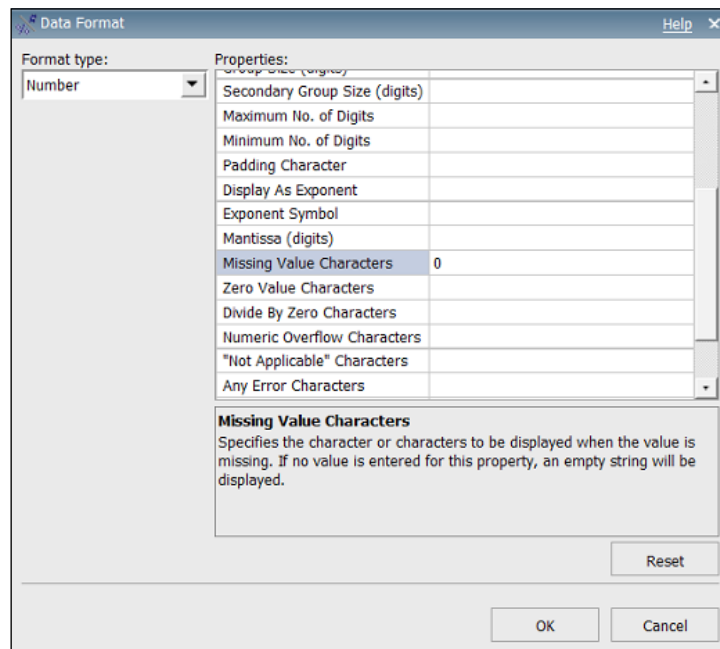 Data Format
Help
Format type:
Properties:
Number
Group Size (digits)
Secondary Group Size (digits)
Maximum No. of Digits
Minimum No. of Digits
Padding Character
Display As Exponent
Exponent Symbol
Mantissa (digits)
Missing Value Characters 0
Zero Value Characters
Divide By Zero Characters
Numeric Overflow Characters
"Not Applicable" Characters
Any Error Characters
Missing Value Characters
Specifies the character or characters to be displayed when the value is
missing. If no value is entered for this property, an empty string will be
displayed.
Reset
OK
Cancel